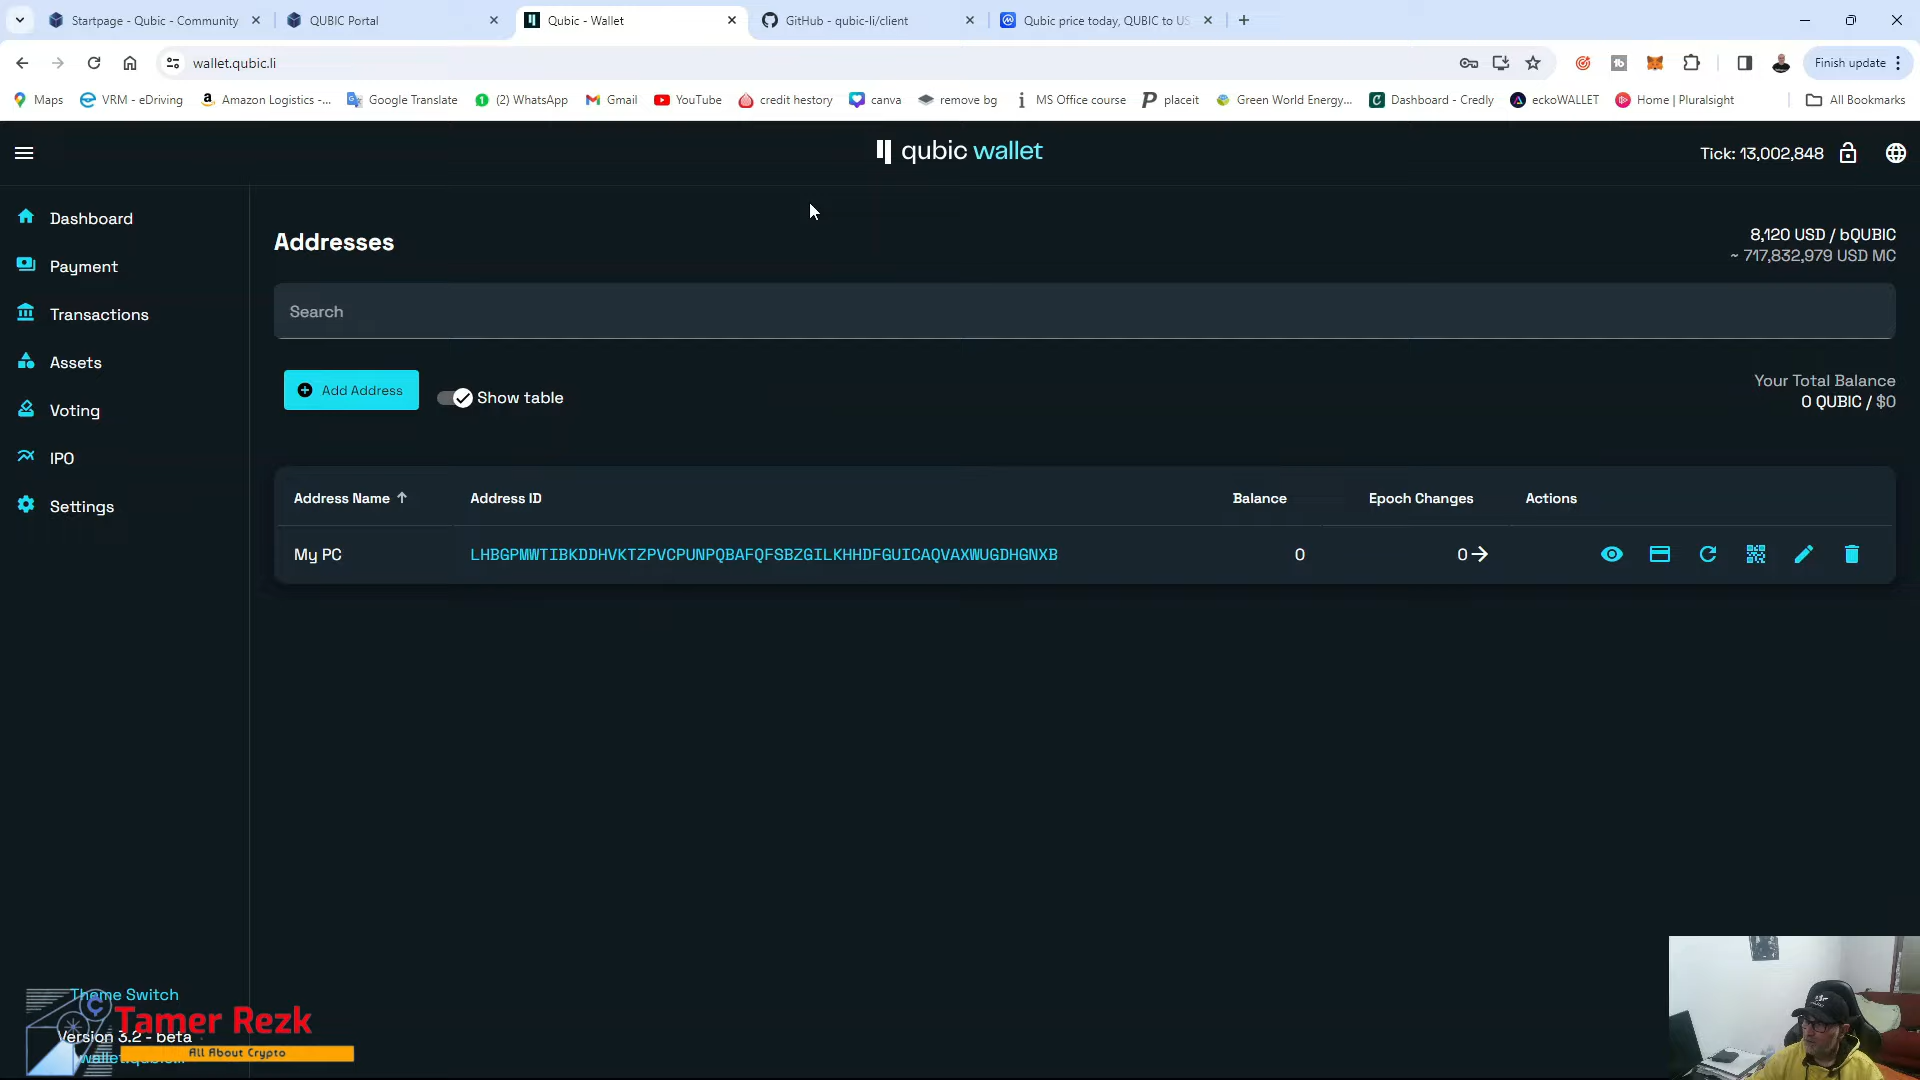 Startpage - Qubic - Community
QUBIC Portal
Qubic - Wallet
GitHub - qubic-li/client
Qubic price today, QUBIC to US
wallet.qubic.li
Finish update
Maps
VRM - eDriving
Amazon Logistics -...
Google Translate
(2) WhatsApp
Gmail
YouTube
credit hestory
canva
remove bg
MS Office course
placeit
Green World Energy...
Dashboard - Credly
eckoWALLET
Home | Pluralsight
All Bookmarks
qubic wallet
Tick: 13,002,848
Dashboard
Payment
Transactions
Assets
Voting
IPO
Settings
Addresses
8,120 USD / bQUBIC
~ 717,832,979 USD MC
Search
Add Address
Show table
Your Total Balance
0 QUBIC / $0
Address Name
Address ID
Balance
Epoch Changes
Actions
My PC
LHBGPMWTIBKDDHVKTZPVCPUNPQBAFQFSBZGILKHHDFGUICAQVAXWUGDHGNXB
0
0
Theme Switch
Tamer Rezk
Version 3.2 - beta
All About Crypto
wallet.qubic...